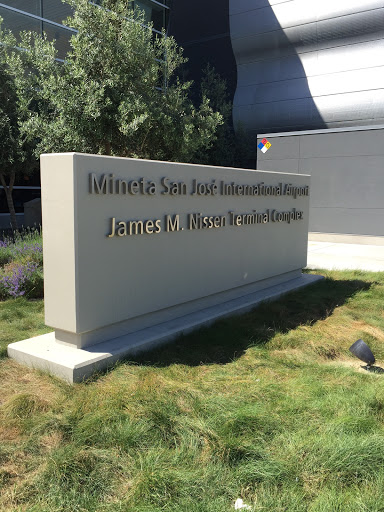 Mineta San José International Airport
James M. Nissen Terminal Complex